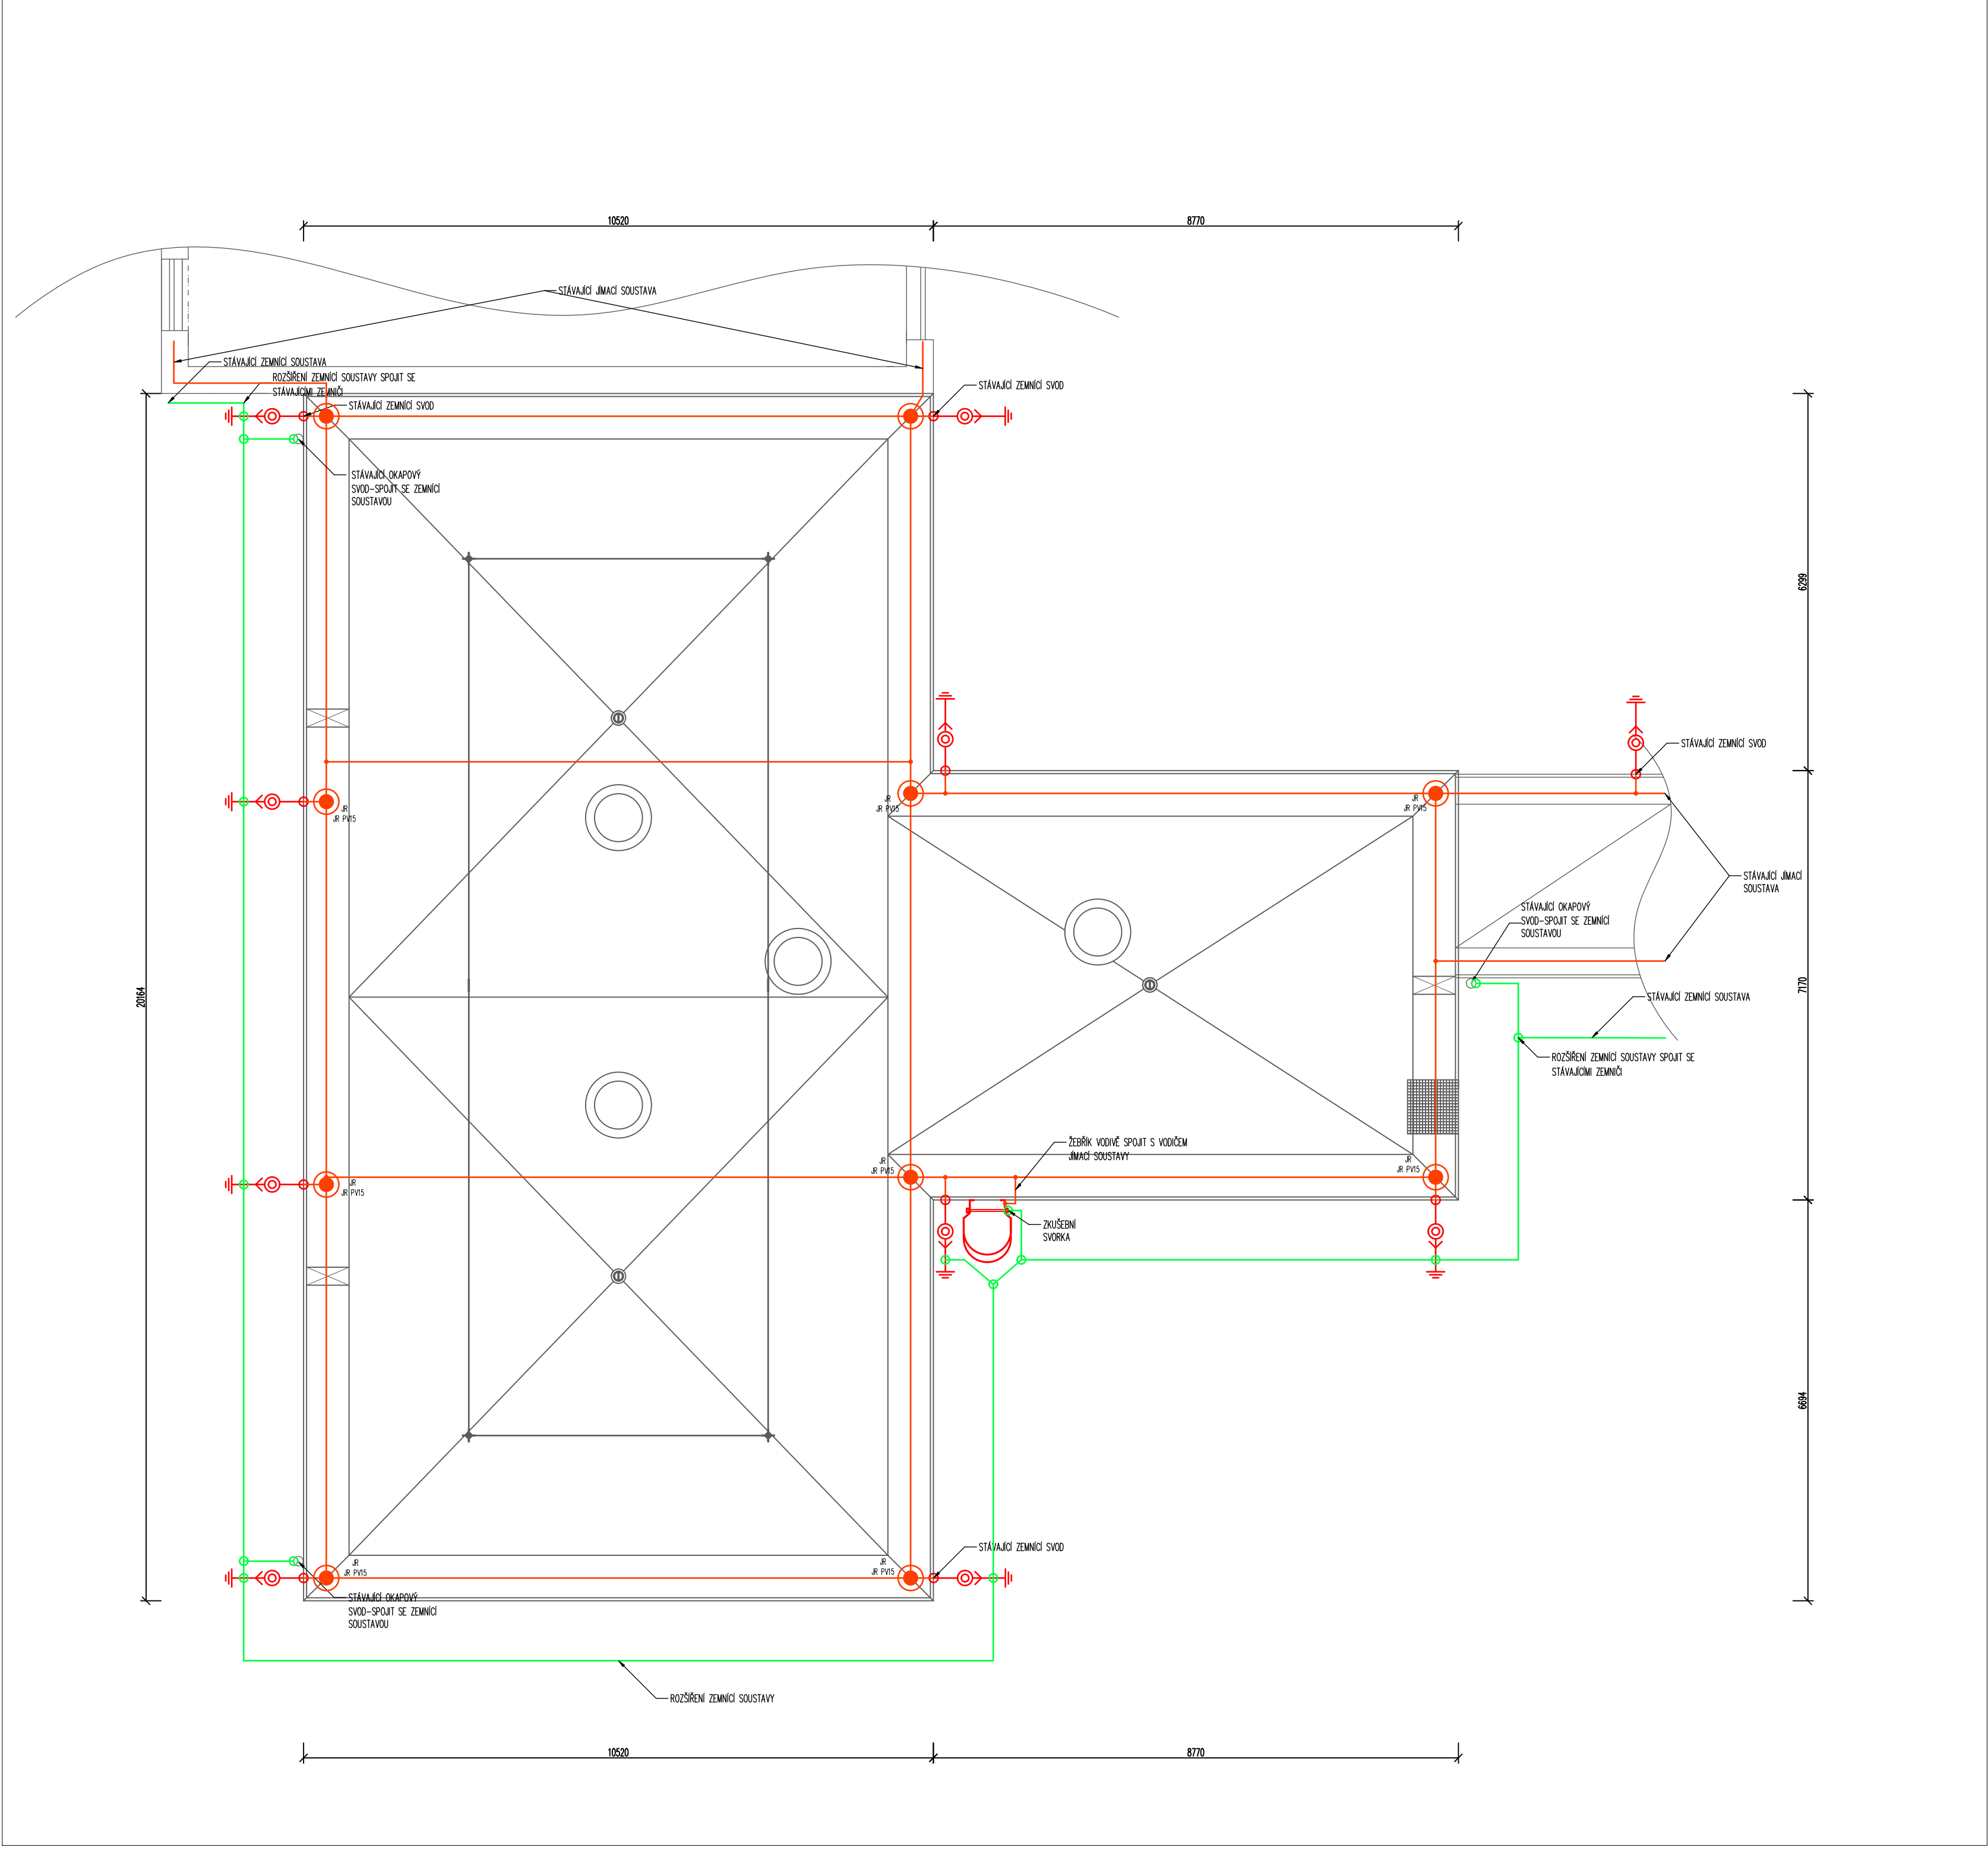 10520
8770
STÁVAJÍCÍ JÍMACÍ SOUSTAVA
STÁVAJÍCÍ ZEMNÍCÍ SOUSTAVA
ROZŠÍŘENÍ ZEMNÍCÍ SOUSTAVY SPOJIT SE
STÁVAJÍCÍMI ZEMNIČI
STÁVAJÍCÍ ZEMNÍCÍ SVOD
STÁVAJÍCÍ ZEMNÍCÍ SVOD
STÁVAJÍCÍ OKAPOVÝ
SVOD-SPOJIT SE ZEMNÍCÍ
SOUSTAVOU
6299
STÁVAJÍCÍ ZEMNÍCÍ SVOD
JR
JR PV15
JR
JR PV15
JR
JR PV15
STÁVAJÍCÍ JÍMACÍ
SOUSTAVA
STÁVAJÍCÍ OKAPOVÝ
SVOD-SPOJIT SE ZEMNÍCÍ
SOUSTAVOU
20164
7170
STÁVAJÍCÍ ZEMNÍCÍ SOUSTAVA
ROZŠÍŘENÍ ZEMNÍCÍ SOUSTAVY SPOJIT SE
STÁVAJÍCÍMI ZEMNIČI
ŽEBŘÍK VODIVĚ SPOJIT S VODIČEM
JÍMACÍ SOUSTAVY
JR
JR PV15
JR
JR PV15
JR
JR PV15
ZKUŠEBNÍ
SVORKA
6694
STÁVAJÍCÍ ZEMNÍCÍ SVOD
JR
JR PV15
JR
JR PV15
STÁVAJÍCÍ OKAPOVÝ
SVOD-SPOJIT SE ZEMNÍCÍ
SOUSTAVOU
ROZŠÍŘENÍ ZEMNÍCÍ SOUSTAVY
10520
8770